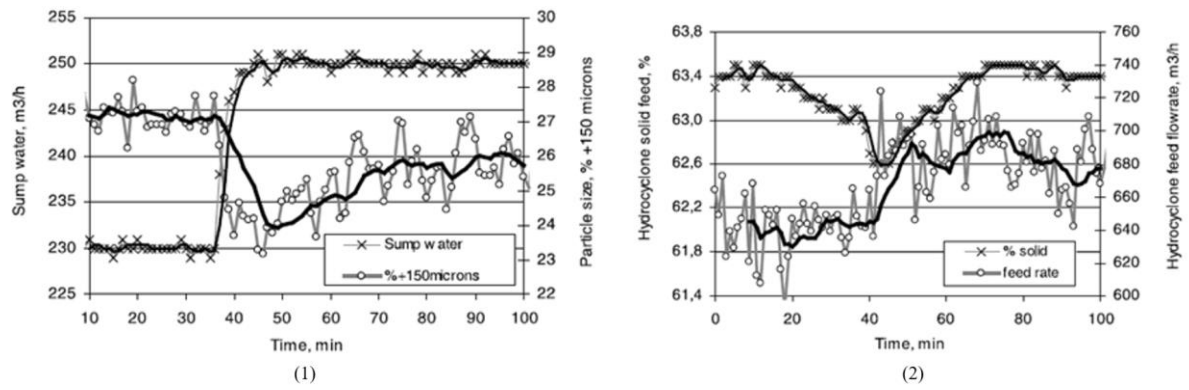 255
250
245
240
235
230
225
Sump water, m3/h
30
29
28
27
26
25
24
23
22
Particle size, % +150 microns
Sump water
%+150microns
10 20 30 40 50 60 70 80 90 100
Time, min
(1)
63,8
63,4
63,0
62,6
62,2
61,8
61,4
Hydrocyclone solid feed, %
760
740
720
700
680
660
640
620
600
Hydrocyclone feed flowrate, m3/h
% solid
feed rate
0 20 40 60 80 100
Time, min
(2)